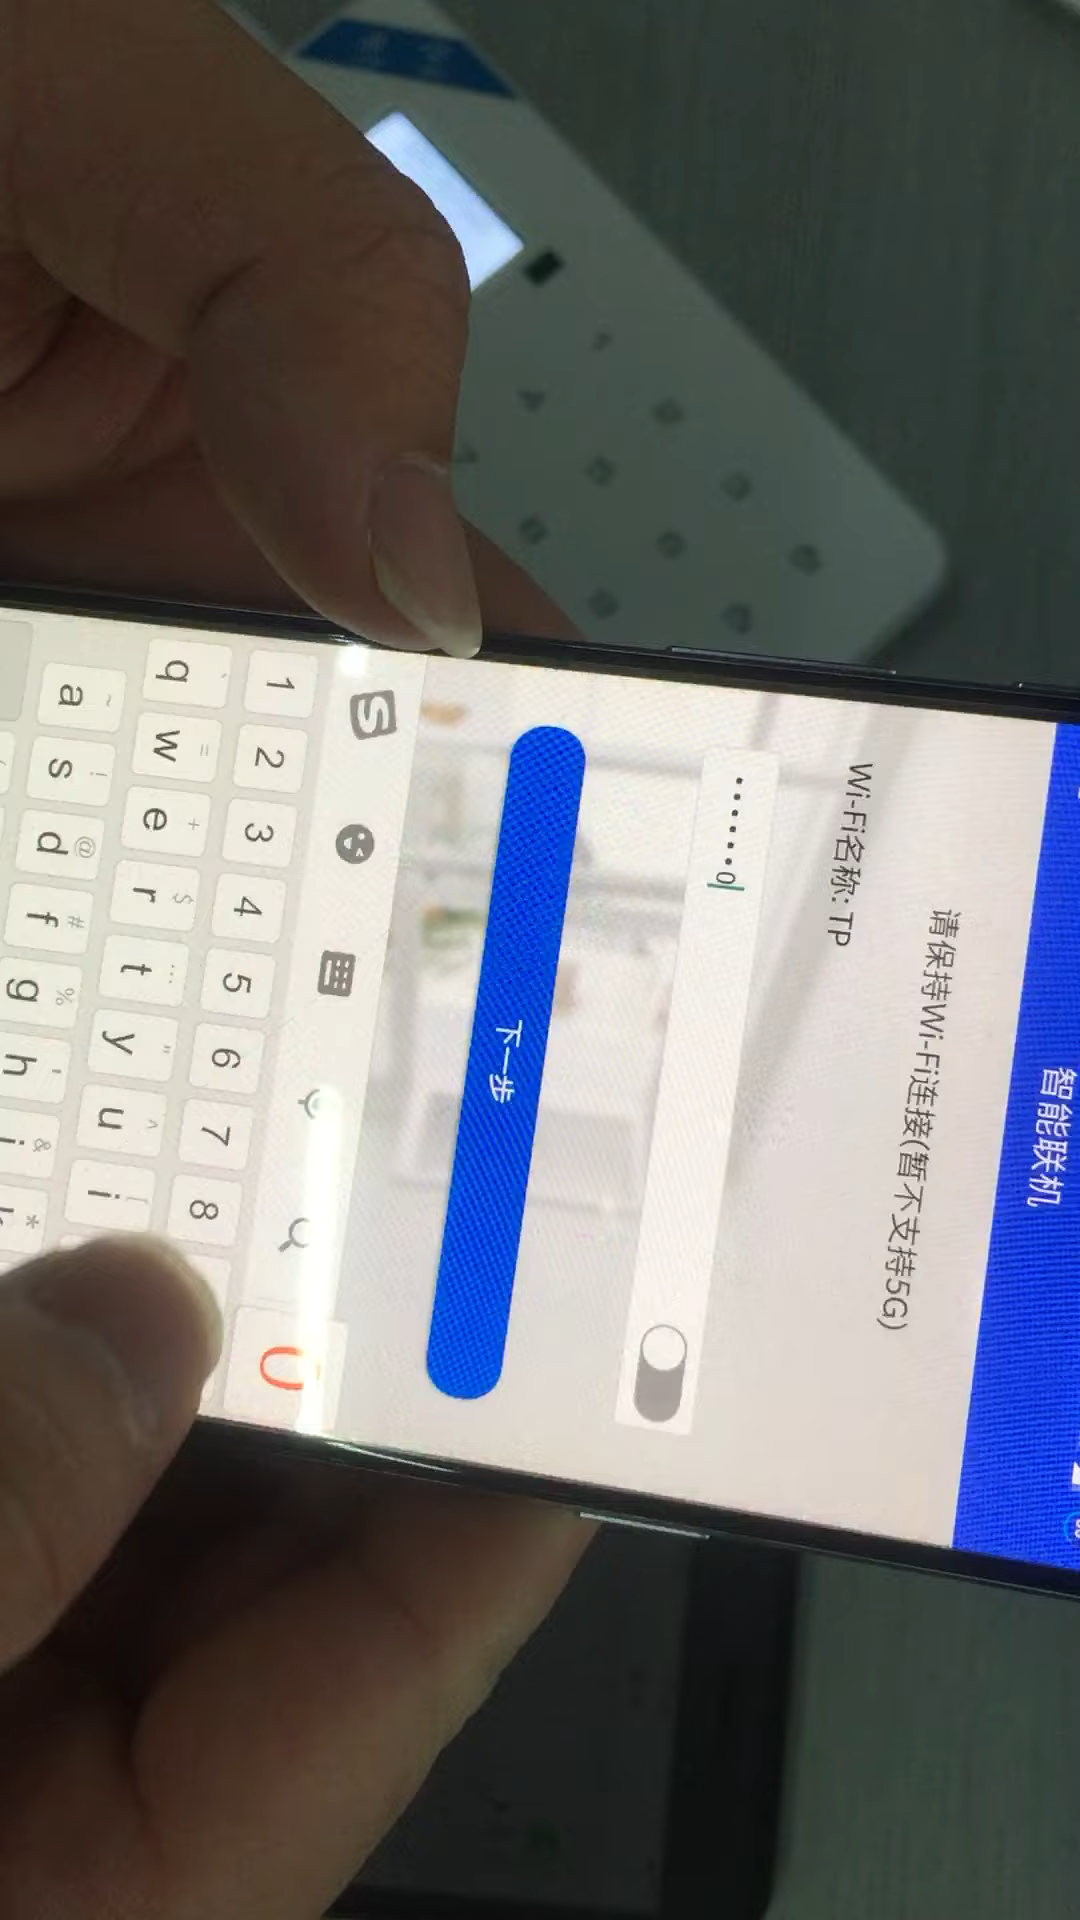 智能联机
请保持Wi-Fi连接(暂不支持5G)
Wi-Fi名称: TP
•••••••0
下一步
S
1 2 3 4 5 6 7 8
q w e r t y u i
a s d f g h